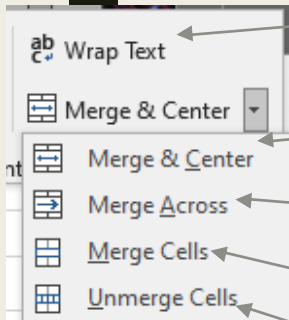 Wrap Text
Merge & Center
Merge & Center
Merge Across
Merge Cells
Unmerge Cells